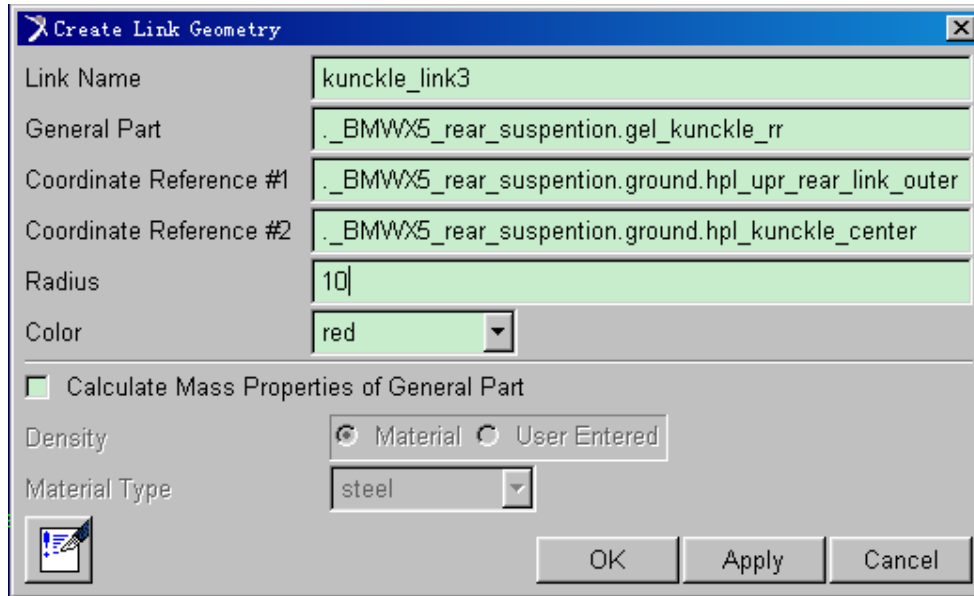 Create Link Geometry
Link Name kunckle_link3
General Part ._BMWX5_rear_suspention.gel_kunckle_rr
Coordinate Reference #1 ._BMWX5_rear_suspention.ground.hpl_upr_rear_link_outer
Coordinate Reference #2 ._BMWX5_rear_suspention.ground.hpl_kunckle_center
Radius 10
Color red
Calculate Mass Properties of General Part
Density Material User Entered
Material Type steel
OK Apply Cancel